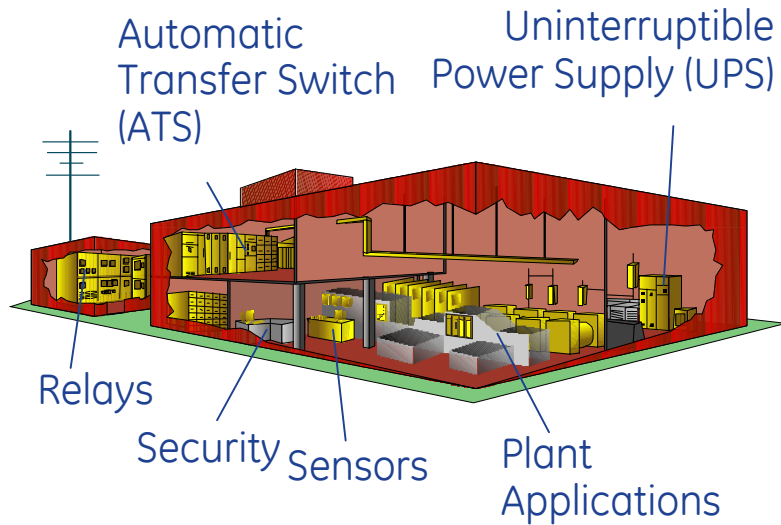 Automatic
Transfer Switch
(ATS)
Uninterruptible
Power Supply (UPS)
Relays
Security
Sensors
Plant
Applications